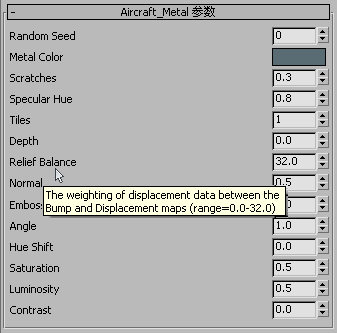 - Aircraft_Metal 参数
Random Seed 0
Metal Color
Scratches 0.3
Specular Hue 0.8
Tiles 1
Depth 0.0
Relief Balance 32.0
Normal 0.5
The weighting of displacement data between the
Bump and Displacement maps (range=0.0-32.0)
Angle 1.0
Hue Shift 0.0
Saturation 0.5
Luminosity 0.5
Contrast 0.0